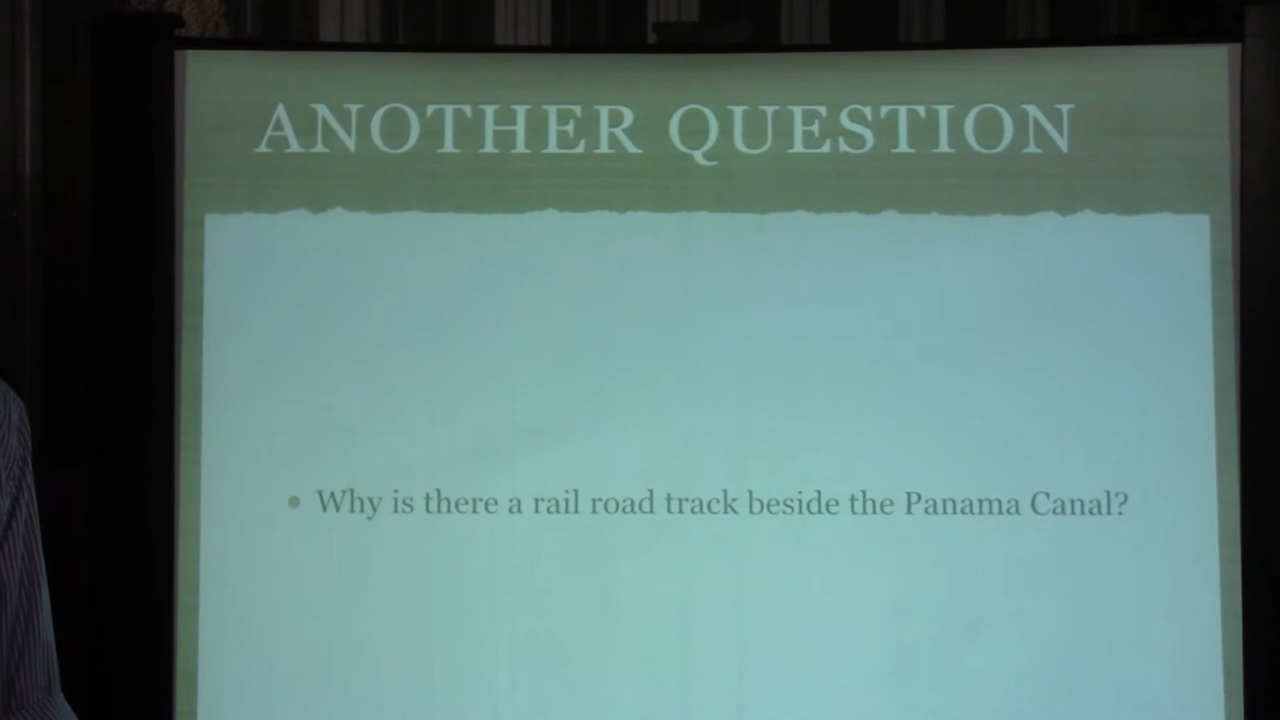 ANOTHER QUESTION
• Why is there a rail road track beside the Panama Canal?